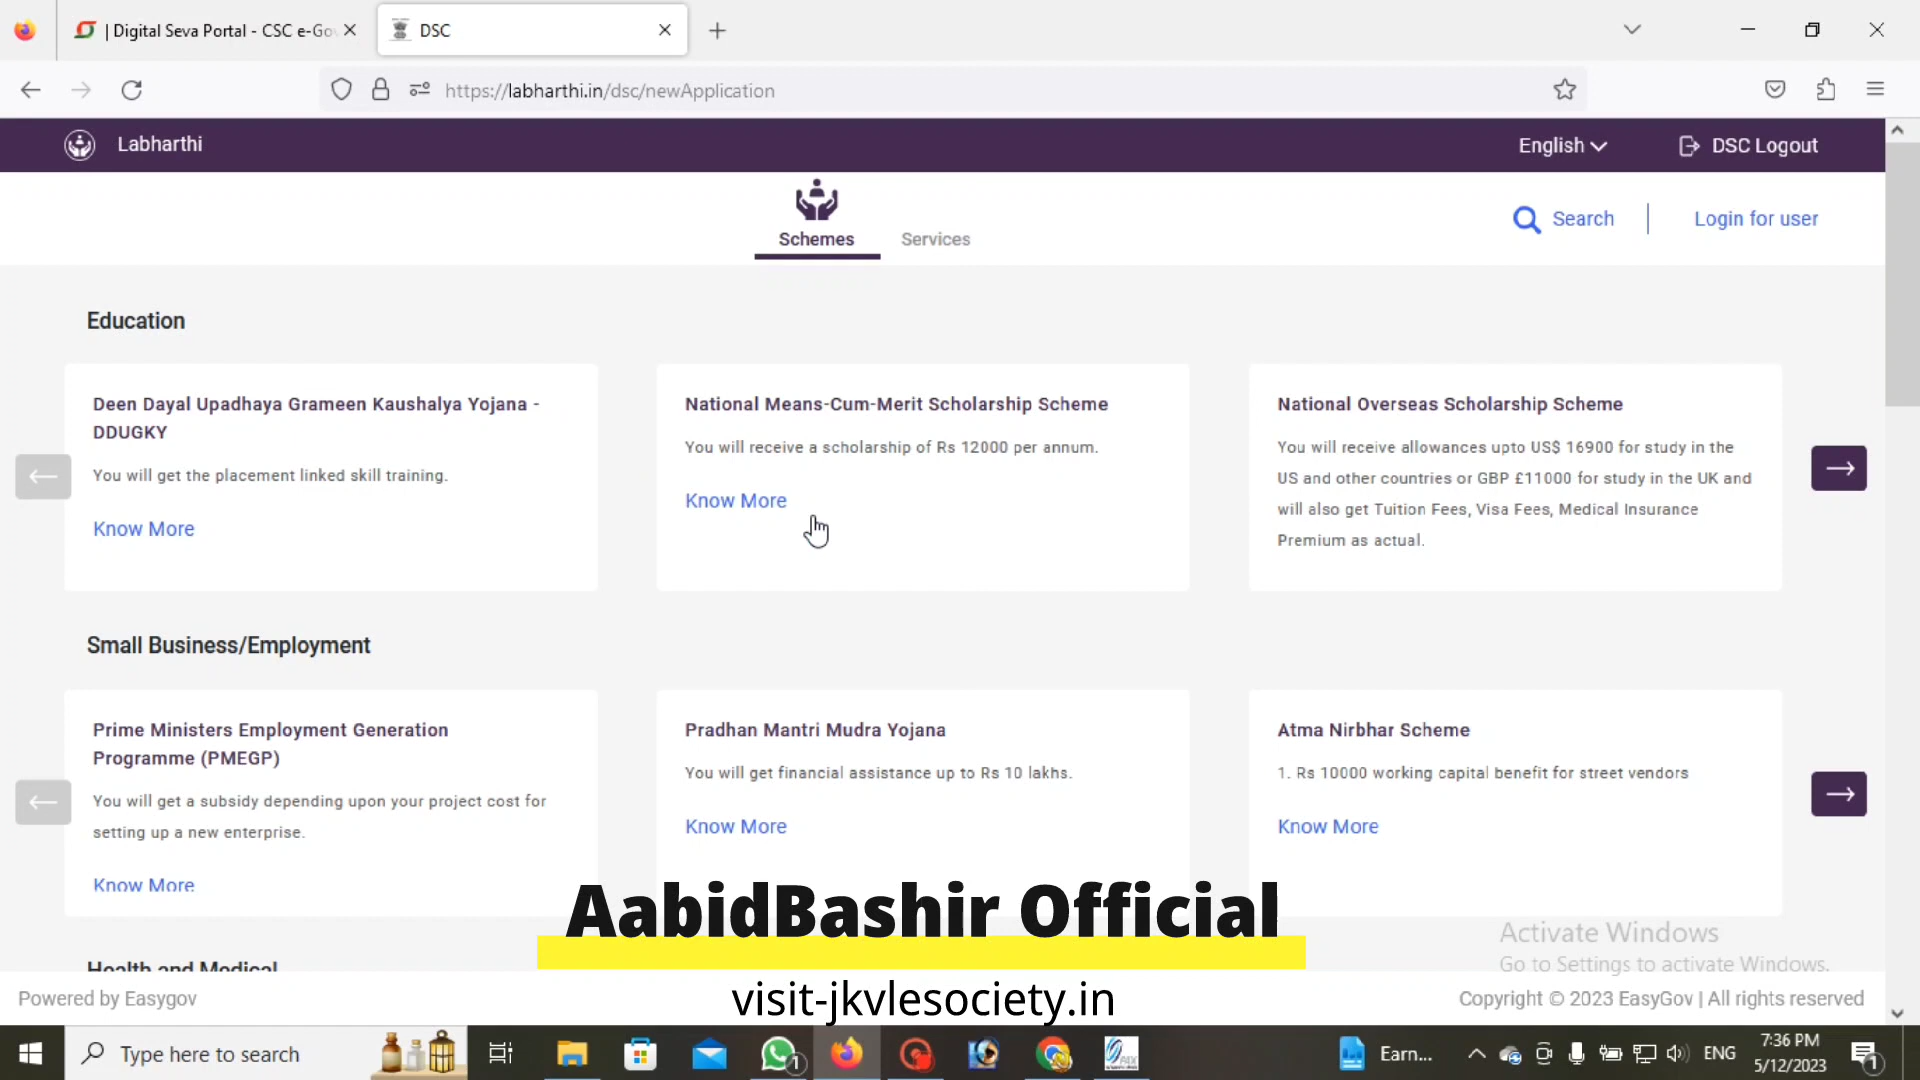 | Digital Seva Portal - CSC e-Go
DSC
https://labharthi.in/dsc/newApplication
Labharthi
English
DSC Logout
Schemes
Services
Search
Login for user
Education
Deen Dayal Upadhaya Grameen Kaushalya Yojana -
DDUGKY
You will get the placement linked skill training.
Know More
National Means-Cum-Merit Scholarship Scheme
You will receive a scholarship of Rs 12000 per annum.
Know More
National Overseas Scholarship Scheme
You will receive allowances upto US$ 16900 for study in the
US and other countries or GBP £11000 for study in the UK and
will also get Tuition Fees, Visa Fees, Medical Insurance
Premium as actual.
Small Business/Employment
Prime Ministers Employment Generation
Programme (PMEGP)
You will get a subsidy depending upon your project cost for
setting up a new enterprise.
Know More
Pradhan Mantri Mudra Yojana
You will get financial assistance up to Rs 10 lakhs.
Know More
Atma Nirbhar Scheme
1. Rs 10000 working capital benefit for street vendors
Know More
AabidBashir Official
Activate Windows
Go to Settings to activate Windows.
Health and Medical
Powered by Easygov
visit-jkvlesociety.in
Copyright © 2023 EasyGov | All rights reserved
Type here to search
1
Earn...
ENG
7:36 PM
5/12/2023
1